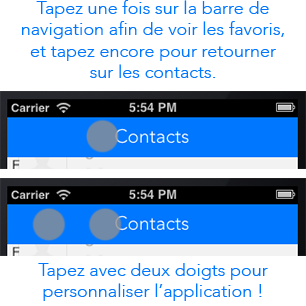 Tapez une fois sur la barre de
navigation afin de voir les favoris,
et tapez encore pour retourner
sur les contacts.
Carrier 5:54 PM
Contacts
F
Carrier 5:54 PM
Contacts
F
Tapez avec deux doigts pour
personnaliser l’application !